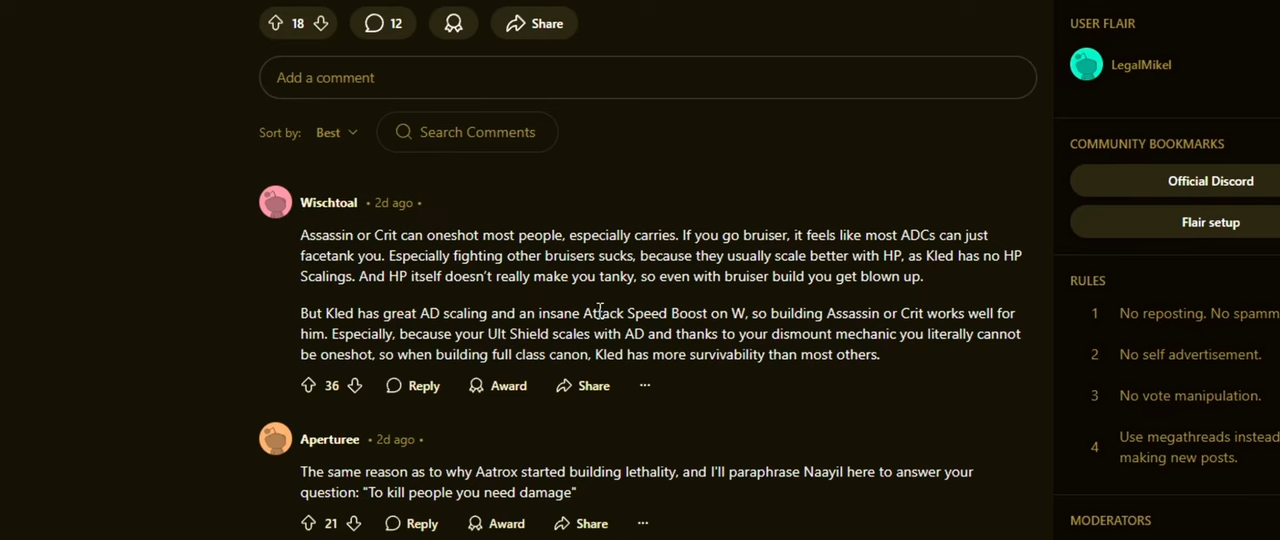 18
12
Share
Add a comment
Sort by: Best
Search Comments
Wischtoal • 2d ago •
Assassin or Crit can oneshot most people, especially carries. If you go bruiser, it feels like most ADCs can just
facetank you. Especially fighting other bruisers sucks, because they usually scale better with HP, as Kled has no HP
Scalings. And HP itself doesn't really make you tanky, so even with bruiser build you get blown up.
But Kled has great AD scaling and an insane Attack Speed Boost on W, so building Assassin or Crit works well for
him. Especially, because your Ult Shield scales with AD and thanks to your dismount mechanic you literally cannot
be oneshot, so when building full class canon, Kled has more survivability than most others.
36
Reply
Award
Share
Aperturee • 2d ago •
The same reason as to why Aatrox started building lethality, and I'll paraphrase Naayil here to answer your
question: "To kill people you need damage"
21
Reply
Award
Share
USER FLAIR
LegalMikel
COMMUNITY BOOKMARKS
Official Discord
Flair setup
RULES
1 No reporting. No spamm
2 No self advertisement.
3 No vote manipulation.
4 Use megathreads instead
making new posts.
MODERATORS